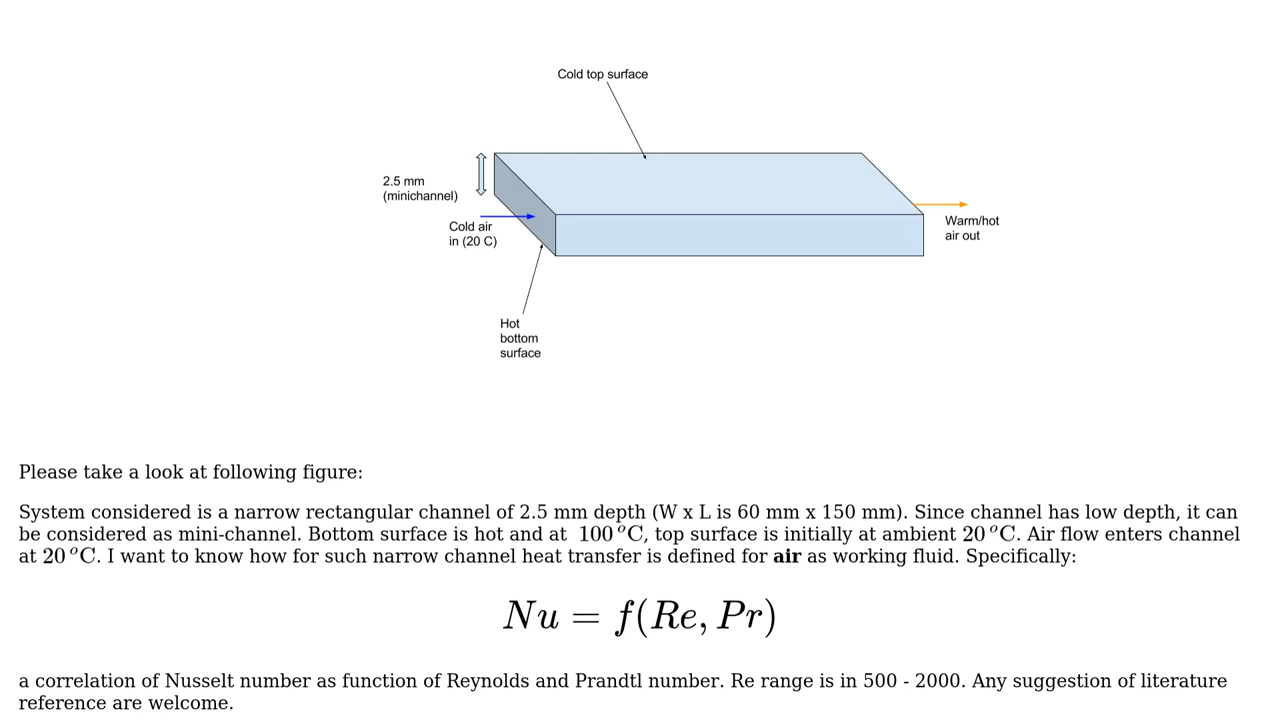 Cold top surface
2.5 mm
(minichannel)
Cold air
in (20 C)
Warm/hot
air out
Hot
bottom
surface
Please take a look at following figure:
System considered is a narrow rectangular channel of 2.5 mm depth (W x L is 60 mm x 150 mm). Since channel has low depth, it can
be considered as mini-channel. Bottom surface is hot and at 100 °C, top surface is initially at ambient 20 °C. Air flow enters channel
at 20 °C. I want to know how for such narrow channel heat transfer is defined for air as working fluid. Specifically:
Nu = f(Re, Pr)
a correlation of Nusselt number as function of Reynolds and Prandtl number. Re range is in 500 - 2000. Any suggestion of literature
reference are welcome.